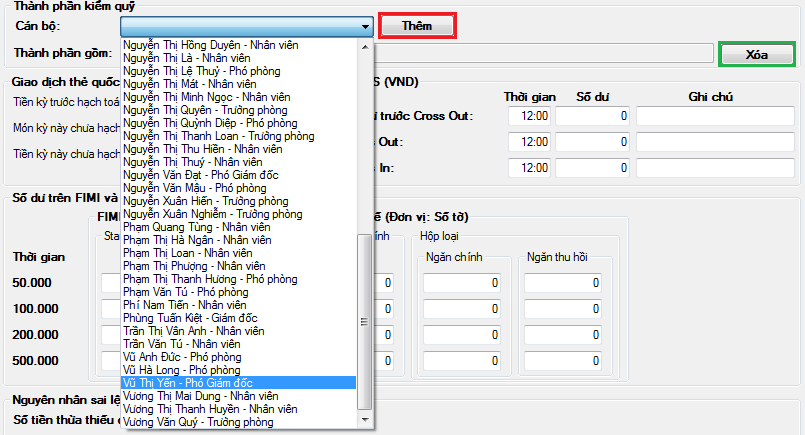 Thành phần kiểm quỹ
Cán bộ: Thêm
Thành phần gồm: Xóa
Nguyễn Thị Hồng Duyên - Nhân viên
Nguyễn Thị Là - Nhân viên
Nguyễn Thị Lệ Thuỷ - Phó phòng
Nguyễn Thị Mát - Nhân viên
Nguyễn Thị Minh Ngọc - Nhân viên
Nguyễn Thị Quyên - Trưởng phòng
Nguyễn Thị Quỳnh Diệp - Phó phòng
Nguyễn Thị Thanh Loan - Trưởng phòng
Nguyễn Thị Thu Hiền - Nhân viên
Nguyễn Thị Thuý - Nhân viên
Nguyễn Văn Đạt - Phó Giám đốc
Nguyễn Văn Mậu - Phó phòng
Nguyễn Xuân Hiến - Trưởng phòng
Nguyễn Xuân Nghiễm - Trưởng phòng
Phạm Quang Tùng - Nhân viên
Phạm Thị Hà Ngân - Nhân viên
Phạm Thị Loan - Nhân viên
Phạm Thị Phượng - Nhân viên
Phạm Thị Thanh Hương - Phó phòng
Phạm Văn Tú - Phó phòng
Phí Nam Tiến - Nhân viên
Phùng Tuấn Kiệt - Giám đốc
Trần Thị Vân Anh - Nhân viên
Trần Văn Tú - Nhân viên
Vũ Anh Đức - Phó phòng
Vũ Hà Long - Phó phòng
Vũ Thị Yến - Phó Giám đốc
Vương Thị Mai Dung - Nhân viên
Vương Thị Thanh Huyền - Nhân viên
Vương Văn Quý - Trưởng phòng
Giao dịch thẻ quốc
Tiền kỳ trước hạch toá
Món kỳ này chưa hạch
Tiền kỳ này chưa hạch
S (VND)
Thời gian Số dư Ghi chú
trước Cross Out: 12:00 0
Out: 12:00 0
In: 12:00 0
Số dư trên FIMI và
(Đơn vị: Số tờ)
FIMI
Sta
Hộp loại
Thời gian
Ngăn chính Ngăn thu hồi
50.000 0 0 0
100.000 0 0 0
200.000 0 0 0
500.000 0 0 0
Nguyên nhân sai lệ
Số tiền thừa thiếu